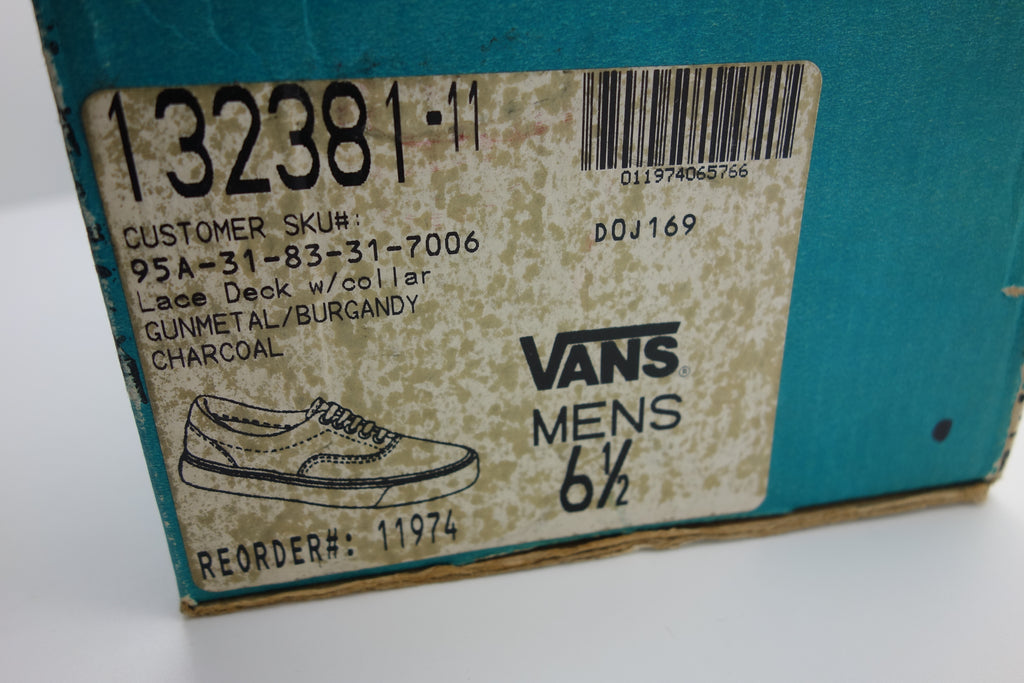 132381-11
011974065766
CUSTOMER SKU#:
95A-31-83-31-7006
DOJ169
Lace Deck w/collar
GUNMETAL/BURGANDY
CHARCOAL
VANS®
MENS
6½
REORDER#: 11974